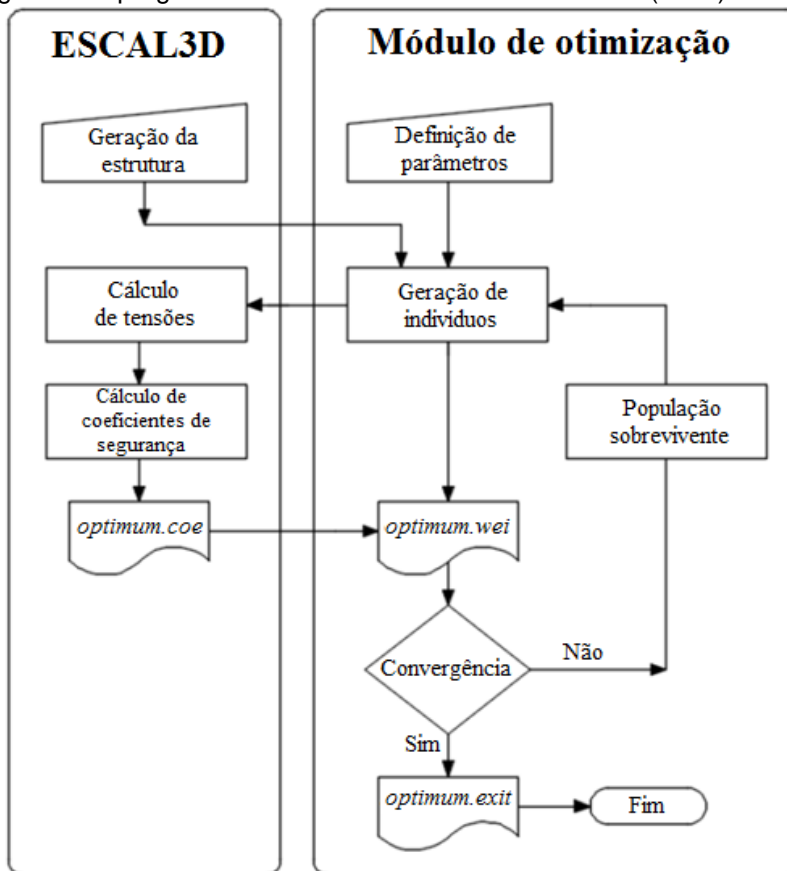 ESCAL3D
Módulo de otimização
Geração da
estrutura
Definição de
parâmetros
Cálculo
de tensões
Geração de
individuos
Cálculo de
coeficientes de
segurança
População
sobrevivente
optimum.coe
optimum.wei
Convergência
Não
Sim
optimum.exit
Fim